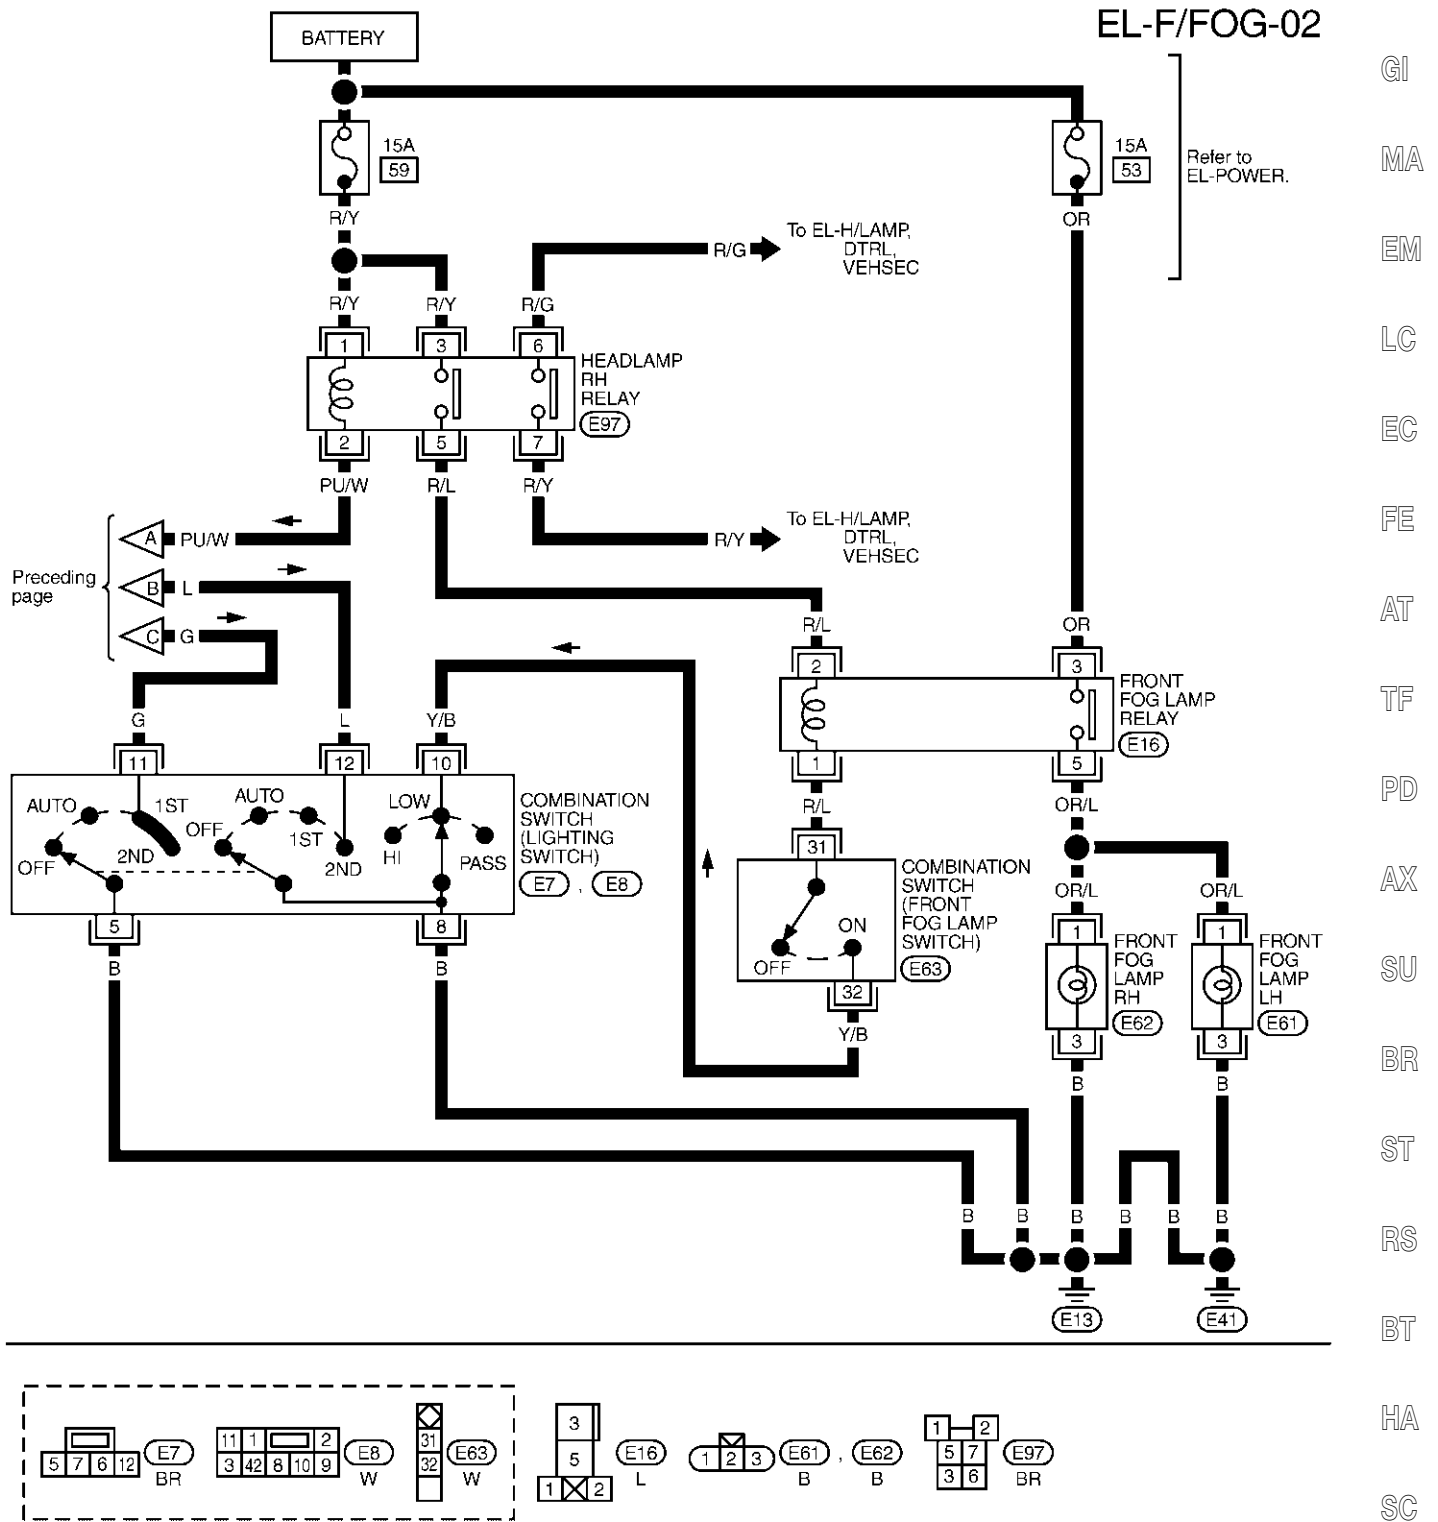 EL-F/FOG-02
BATTERY
15A
59
15A
53
Refer to
EL-POWER.
R/Y
OR
To EL-H/LAMP,
DTRL,
VEHSEC
R/G
R/Y
R/Y
R/G
1
3
6
HEADLAMP
RH
RELAY
E97
2
5
7
PU/W
R/L
R/Y
To EL-H/LAMP,
DTRL,
VEHSEC
R/Y
Preceding
page
A
PU/W
B
L
C
G
R/L
OR
2
3
FRONT
FOG LAMP
RELAY
E16
1
5
G
L
Y/B
11
12
10
AUTO
1ST
OFF
2ND
AUTO
OFF
1ST
2ND
LOW
HI
PASS
COMBINATION
SWITCH
(LIGHTING
SWITCH)
E7 , E8
5
8
B
B
R/L
OR/L
31
COMBINATION
SWITCH
(FRONT
FOG LAMP
SWITCH)
E63
ON
OFF
32
Y/B
OR/L
OR/L
1
1
FRONT
FOG
LAMP
RH
E62
FRONT
FOG
LAMP
LH
E61
3
3
B
B
B
B
B
B
B
B
E13
E41
5 7 6 12
E7
BR
11 1 2
3 42 8 10 9
E8
W
31
32
E63
W
3
5
1 2
E16
L
1 2 3
E61 , E62
B
B
1 2
5 7
3 6
E97
BR
GI
MA
EM
LC
EC
FE
AT
TF
PD
AX
SU
BR
ST
RS
BT
HA
SC